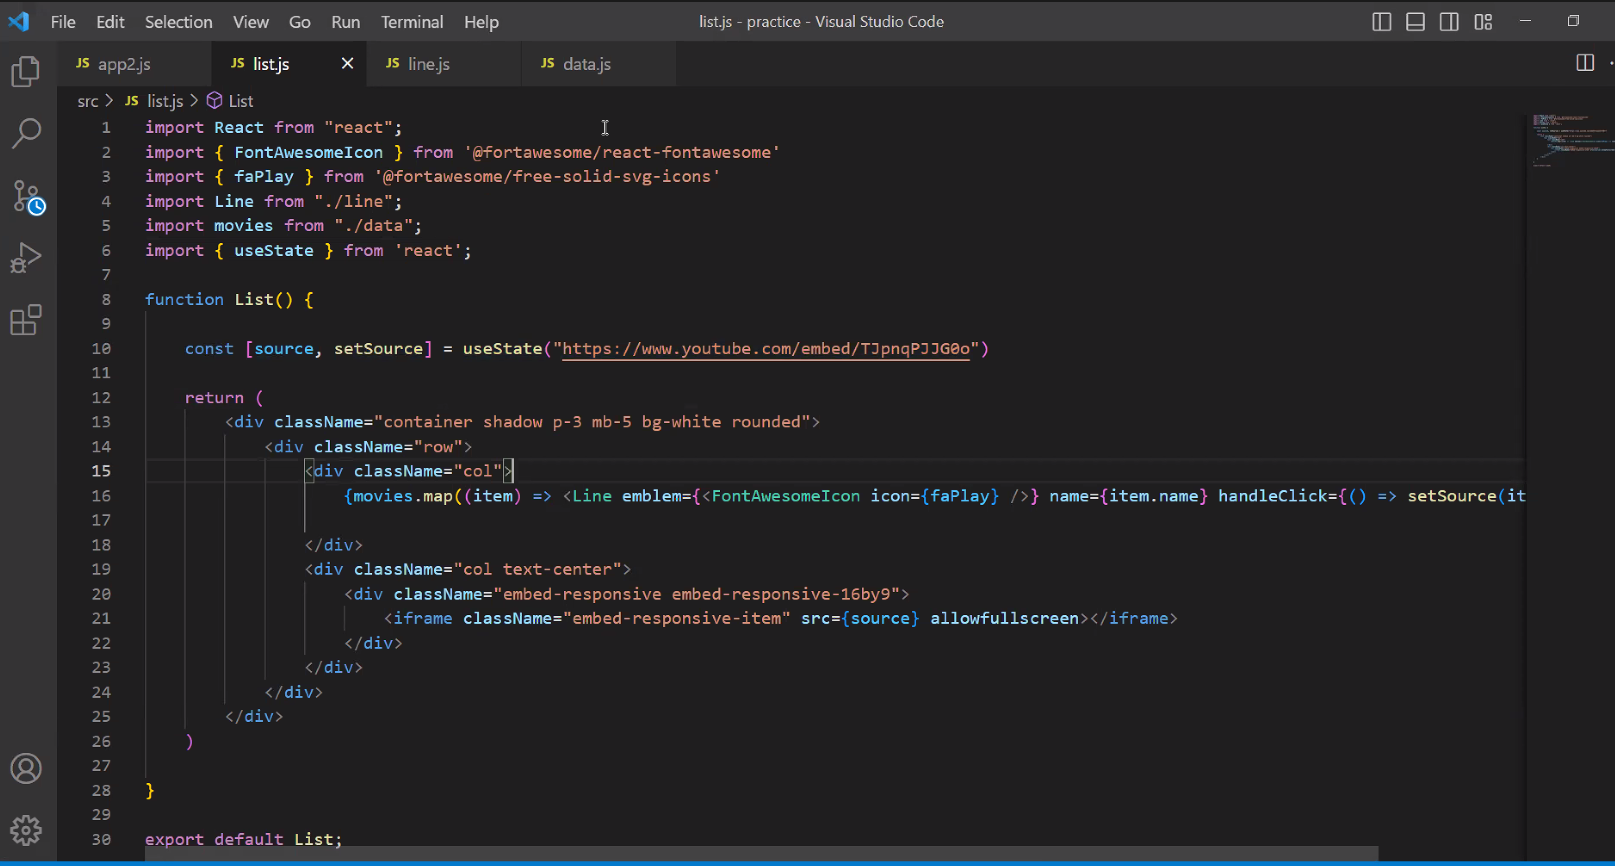 File Edit Selection View Go Run Terminal Help list.js - practice - Visual Studio Code
JS app2.js JS list.js JS line.js JS data.js
src > JS list.js > List
1 import React from "react";
2 import { FontAwesomeIcon } from '@fortawesome/react-fontawesome'
3 import { faPlay } from '@fortawesome/free-solid-svg-icons'
4 import Line from "./line";
5 import movies from "./data";
6 import { useState } from 'react';
7
8 function List() {
9
10 const [source, setSource] = useState("https://www.youtube.com/embed/TJpnqPJJG0o")
11
12 return (
13 <div className="container shadow p-3 mb-5 bg-white rounded">
14 <div className="row">
15 <div className="col">
16 {movies.map((item) => <Line emblem={<FontAwesomeIcon icon={faPlay} />} name={item.name} handleClick={() => setSource(it
17
18 </div>
19 <div className="col text-center">
20 <div className="embed-responsive embed-responsive-16by9">
21 <iframe className="embed-responsive-item" src={source} allowfullscreen></iframe>
22 </div>
23 </div>
24 </div>
25 </div>
26 )
27
28 }
29
30 export default List;